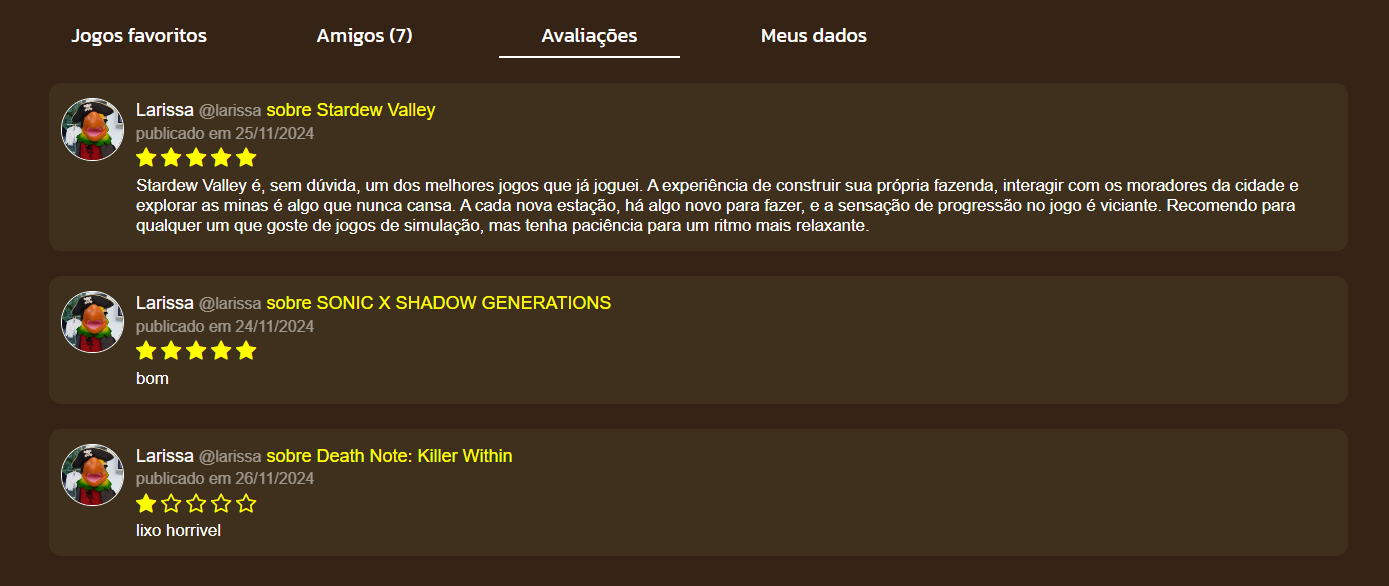 Jogos favoritos Amigos (7) Avaliações Meus dados
Larissa @larissa sobre Stardew Valley
publicado em 25/11/2024
Stardew Valley é, sem dúvida, um dos melhores jogos que já joguei. A experiência de construir sua própria fazenda, interagir com os moradores da cidade e
explorar as minas é algo que nunca cansa. A cada nova estação, há algo novo para fazer, e a sensação de progressão no jogo é viciante. Recomendo para
qualquer um que goste de jogos de simulação, mas tenha paciência para um ritmo mais relaxante.
Larissa @larissa sobre SONIC X SHADOW GENERATIONS
publicado em 24/11/2024
bom
Larissa @larissa sobre Death Note: Killer Within
publicado em 26/11/2024
lixo horrivel